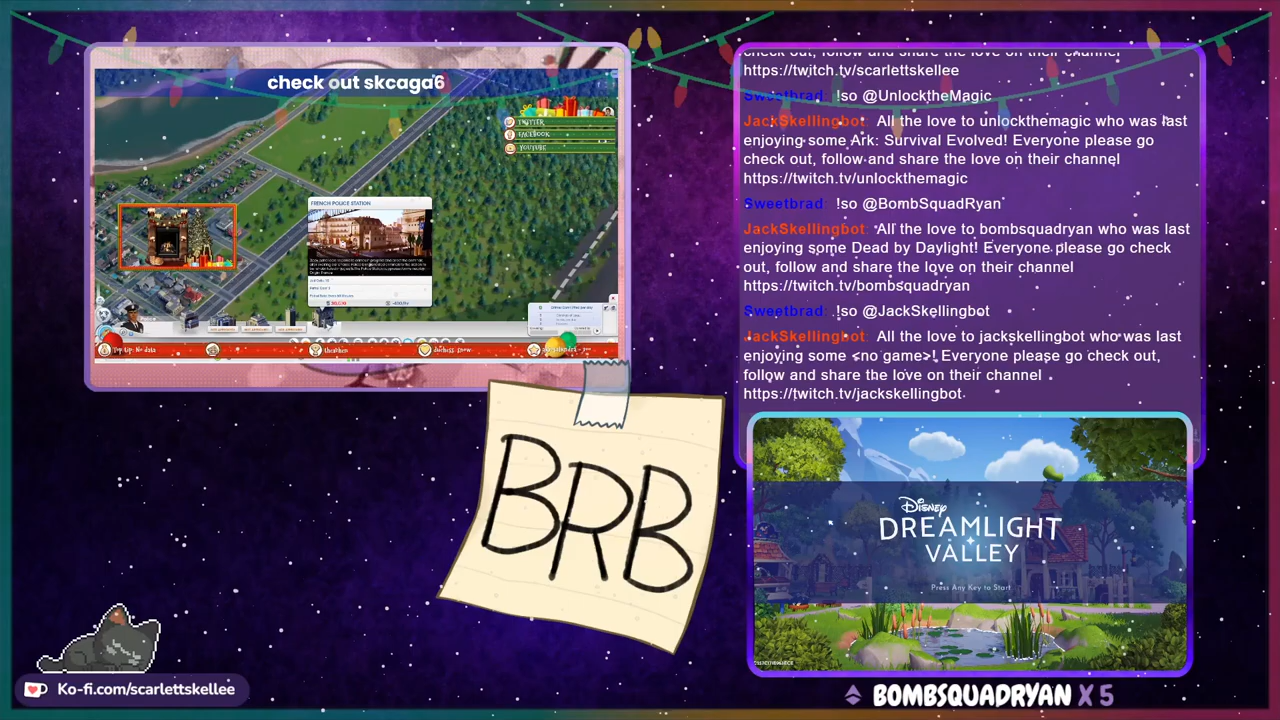 check out skcaga6
TWITTER
FACEBOOK
YOUTUBE
FRENCH POLICE STATION
Police
Top Up: No data
check out, follow and share the love on their channel
https://twitch.tv/scarlettskellee
Sweetbrad: !so @UnlocktheMagic
JackSkellingbot: All the love to unlockthemagic who was last
enjoying some Ark: Survival Evolved! Everyone please go
check out, follow and share the love on their channel
https://twitch.tv/unlockthemagic
Sweetbrad: !so @BombSquadRyan
JackSkellingbot: All the love to bombsquadryan who was last
enjoying some Dead by Daylight! Everyone please go check
out, follow and share the love on their channel
https://twitch.tv/bombsquadryan
Sweetbrad: !so @JackSkellingbot
JackSkellingbot: All the love to jackskellingbot who was last
enjoying some <no game>! Everyone please go check out,
follow and share the love on their channel
https://twitch.tv/jackskellingbot
BRB
DISNEY
DREAMLIGHT
VALLEY
Press Any Key to Start
Ko-fi.com/scarlettskellee
BOMBSQUADRYAN X 5